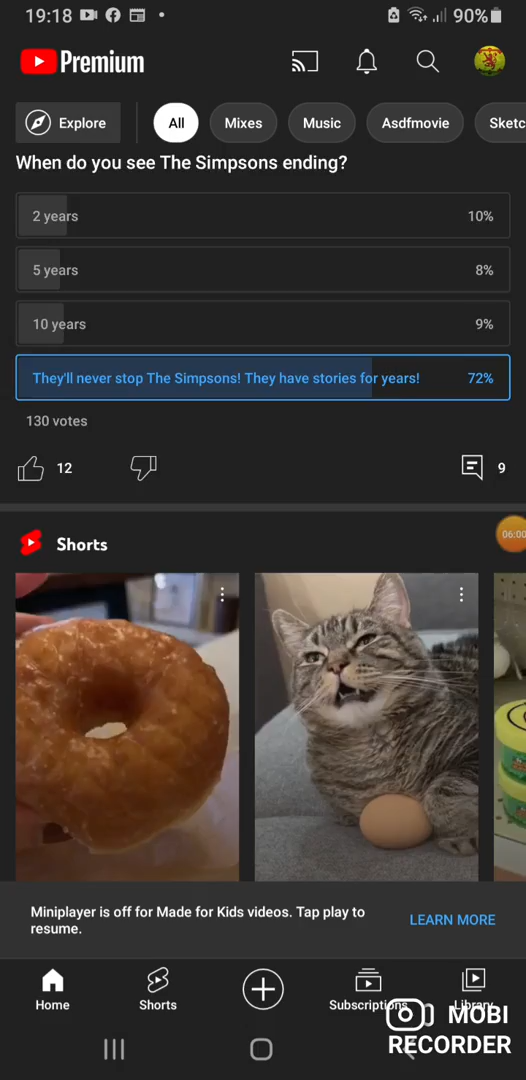 19:18
90%
Premium
Explore
All
Mixes
Music
Asdfmovie
Sketc
When do you see The Simpsons ending?
2 years 10%
5 years 8%
10 years 9%
They'll never stop The Simpsons! They have stories for years! 72%
130 votes
12
9
Shorts
06:00
Miniplayer is off for Made for Kids videos. Tap play to
resume.
LEARN MORE
Home
Shorts
Subscriptions
Library
MOBI
RECORDER